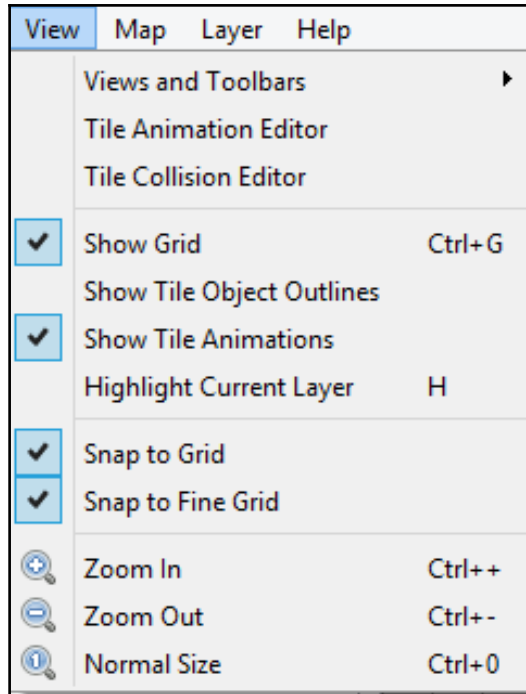 View Map Layer Help
Views and Toolbars
Tile Animation Editor
Tile Collision Editor
Show Grid Ctrl+G
Show Tile Object Outlines
Show Tile Animations
Highlight Current Layer H
Snap to Grid
Snap to Fine Grid
Zoom In Ctrl++
Zoom Out Ctrl+-
Normal Size Ctrl+0